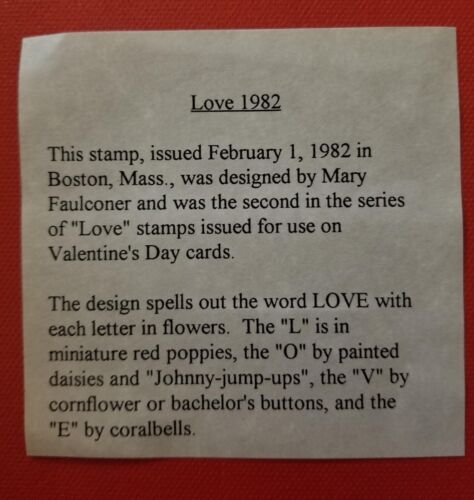 Love 1982
This stamp, issued February 1, 1982 in
Boston, Mass., was designed by Mary
Faulconer and was the second in the series
of "Love" stamps issued for use on
Valentine's Day cards.
The design spells out the word LOVE with
each letter in flowers. The "L" is in
miniature red poppies, the "O" by painted
daisies and "Johnny-jump-ups", the "V" by
cornflower or bachelor's buttons, and the
"E" by coralbells.